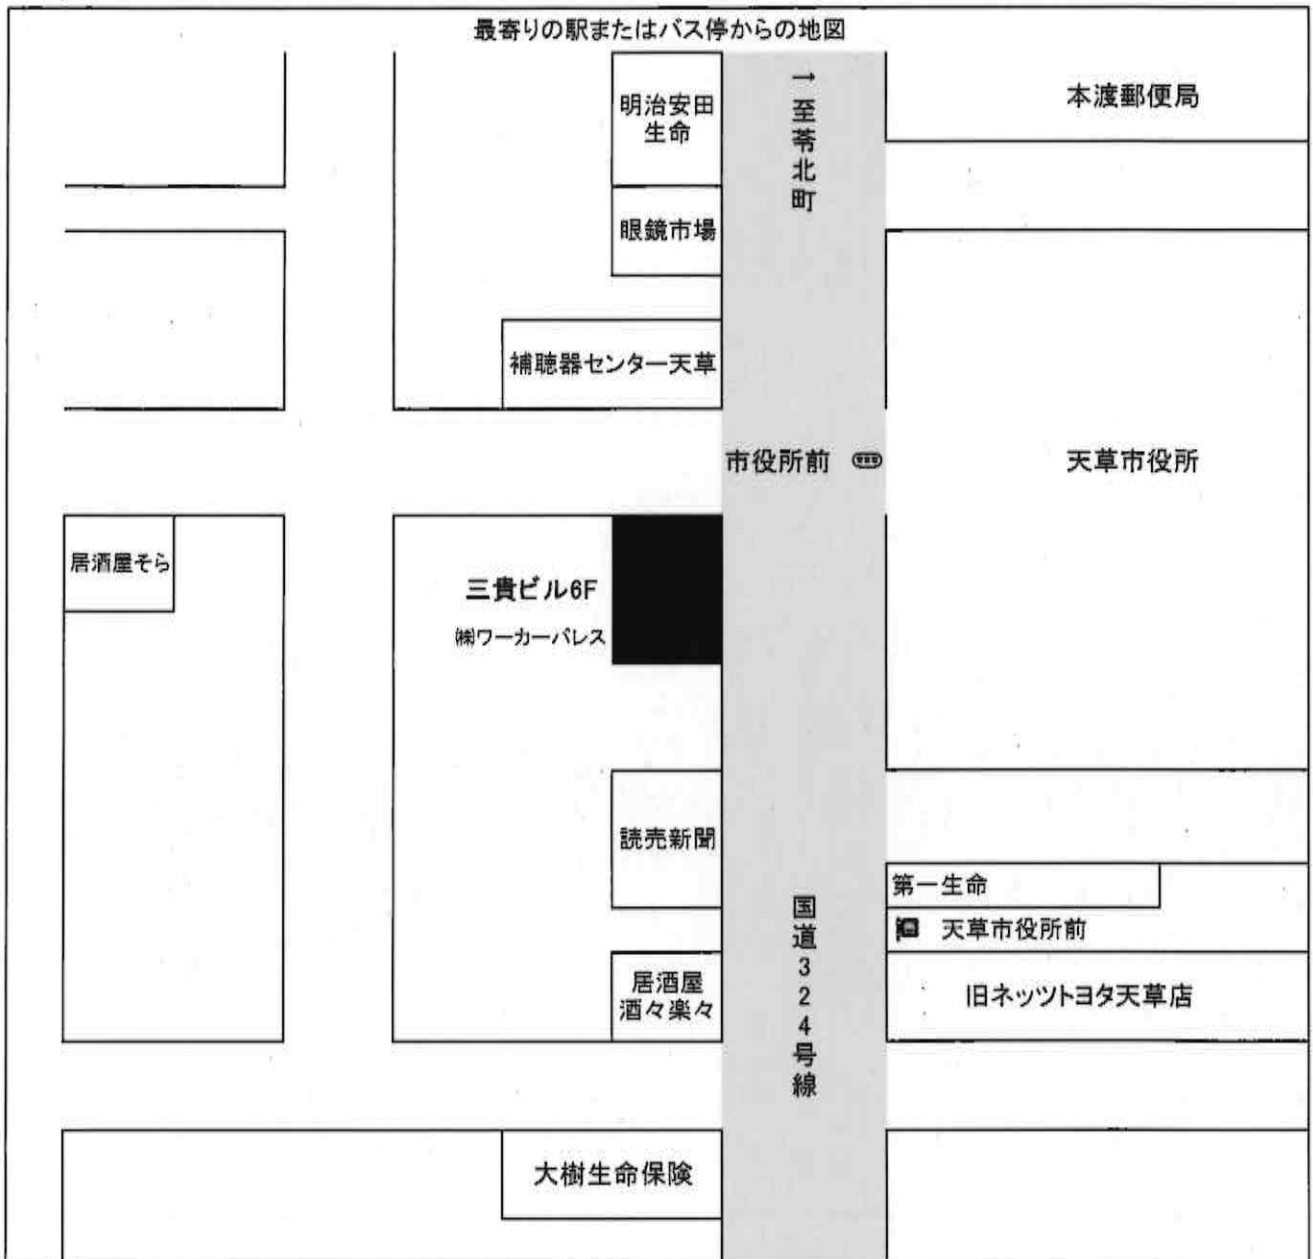 最寄りの駅またはバス停からの地図
明治安田
生命
↑至苓北町
本渡郵便局
眼鏡市場
補聴器センター天草
市役所前
天草市役所
居酒屋そら
三貴ビル6F
㈱ワーカーパレス
読売新聞
第一生命
国道324号線
天草市役所前
居酒屋
酒々楽々
旧ネッツトヨタ天草店
大樹生命保険